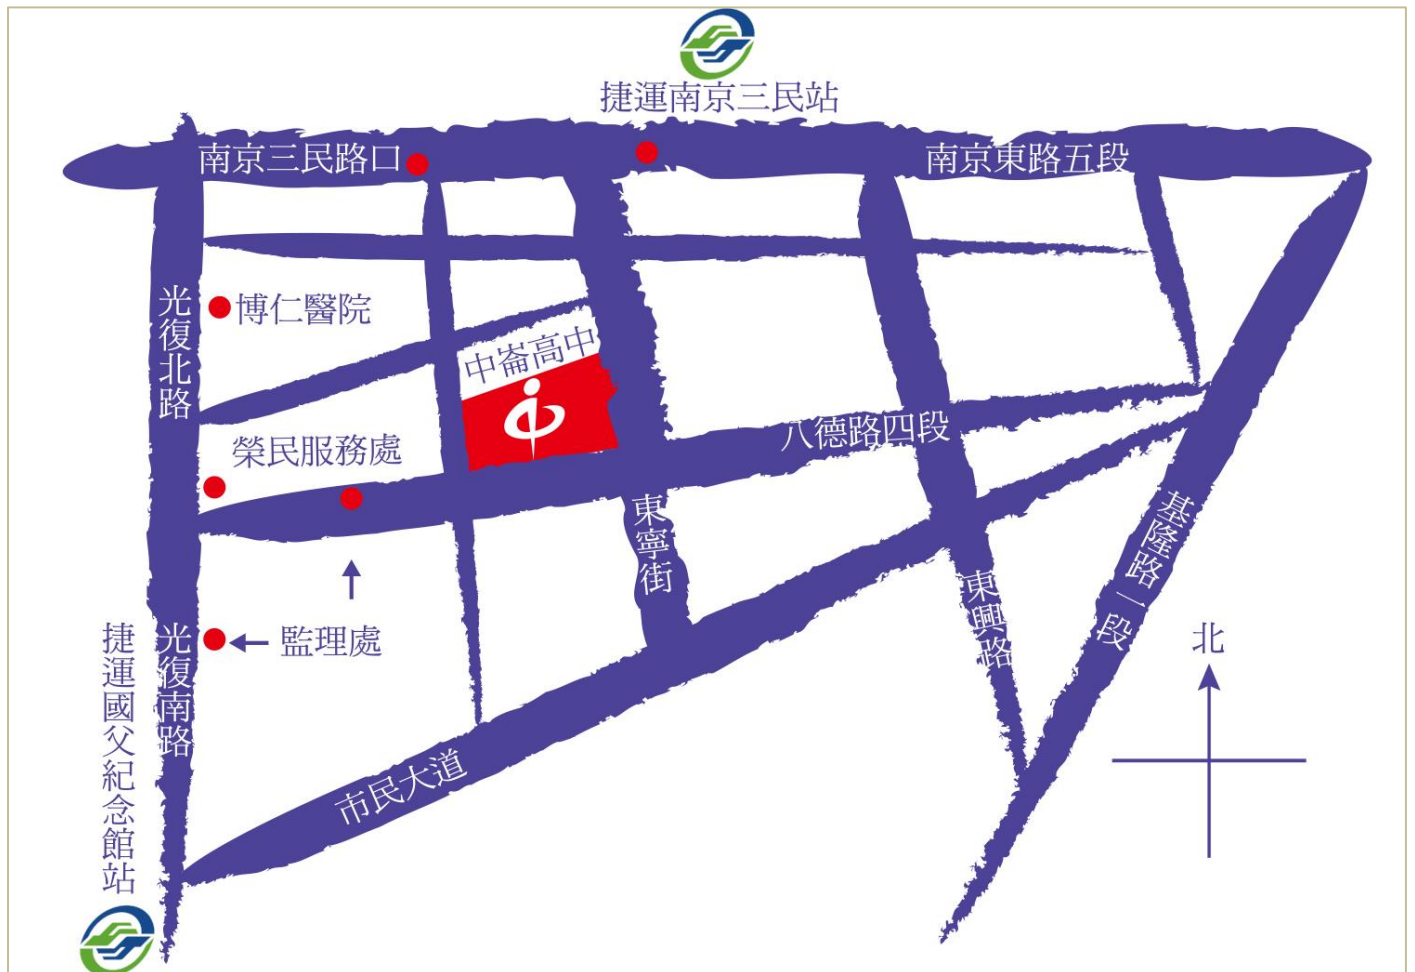 捷運南京三民站
南京三民路口
南京東路五段
光復北路
博仁醫院
中崙高中
榮民服務處
八德路四段
東寧街
基隆路一段
東興路
監理處
光復南路
捷運國父紀念館站
市民大道
北